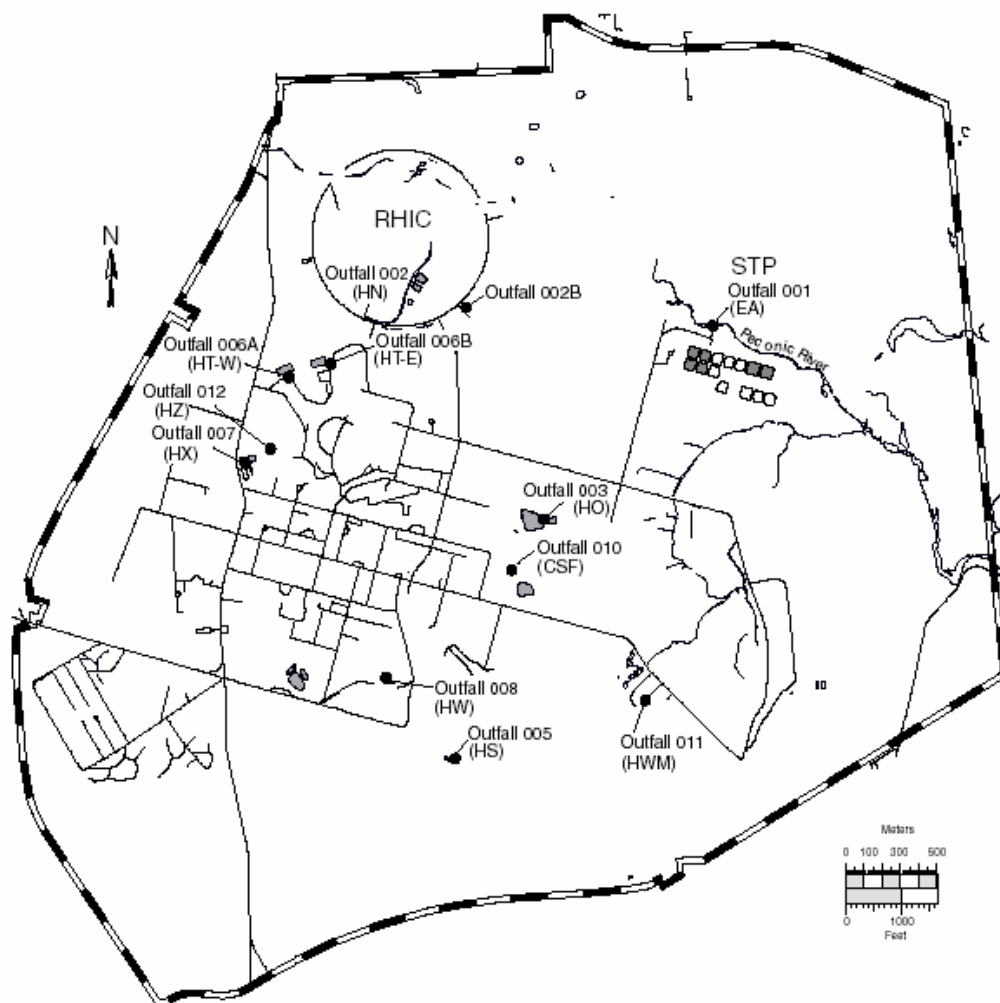 N
RHIC
Outfall 002
(HN)
Outfall 002B
STP
Outfall 001
(EA)
Peconic River
Outfall 006A
(HT-W)
Outfall 006B
(HT-E)
Outfall 012
(HZ)
Outfall 007
(HX)
Outfall 003
(HO)
Outfall 010
(CSF)
Outfall 008
(HW)
Outfall 005
(HS)
Outfall 011
(HWM)
Meters
0 100 300 500
0 1000
Feet